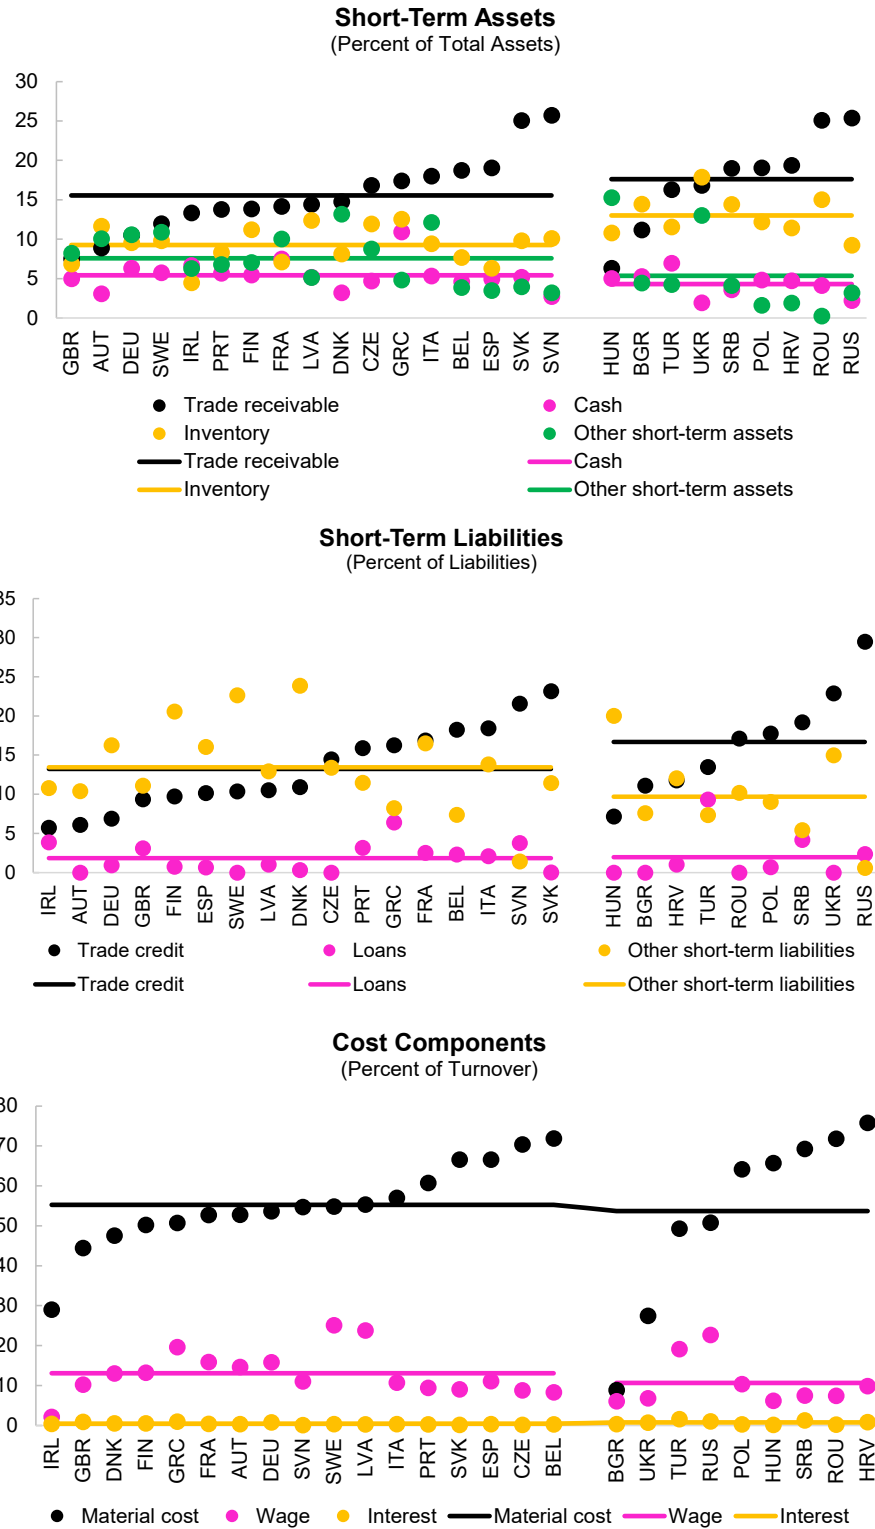 Short-Term Assets
(Percent of Total Assets)
30
25
20
15
10
5
0
GBR AUT DEU SWE IRL PRT FIN FRA LVA DNK CZE GRC ITA BEL ESP SVK SVN HUN BGR TUR UKR SRB POL HRV ROU RUS
Trade receivable Cash
Inventory Other short-term assets
Trade receivable Cash
Inventory Other short-term assets
Short-Term Liabilities
(Percent of Liabilities)
35
30
25
20
15
10
5
0
IRL AUT DEU GBR FIN ESP SWE LVA DNK CZE PRT GRC FRA BEL ITA SVN SVK HUN BGR HRV TUR ROU POL SRB UKR RUS
Trade credit Loans Other short-term liabilities
Trade credit Loans Other short-term liabilities
Cost Components
(Percent of Turnover)
80
70
60
50
40
30
20
10
0
IRL GBR DNK FIN GRC FRA AUT DEU SVN SWE LVA ITA PRT SVK ESP CZE BEL BGR UKR TUR RUS POL HUN SRB ROU HRV
Material cost Wage Interest Material cost Wage Interest